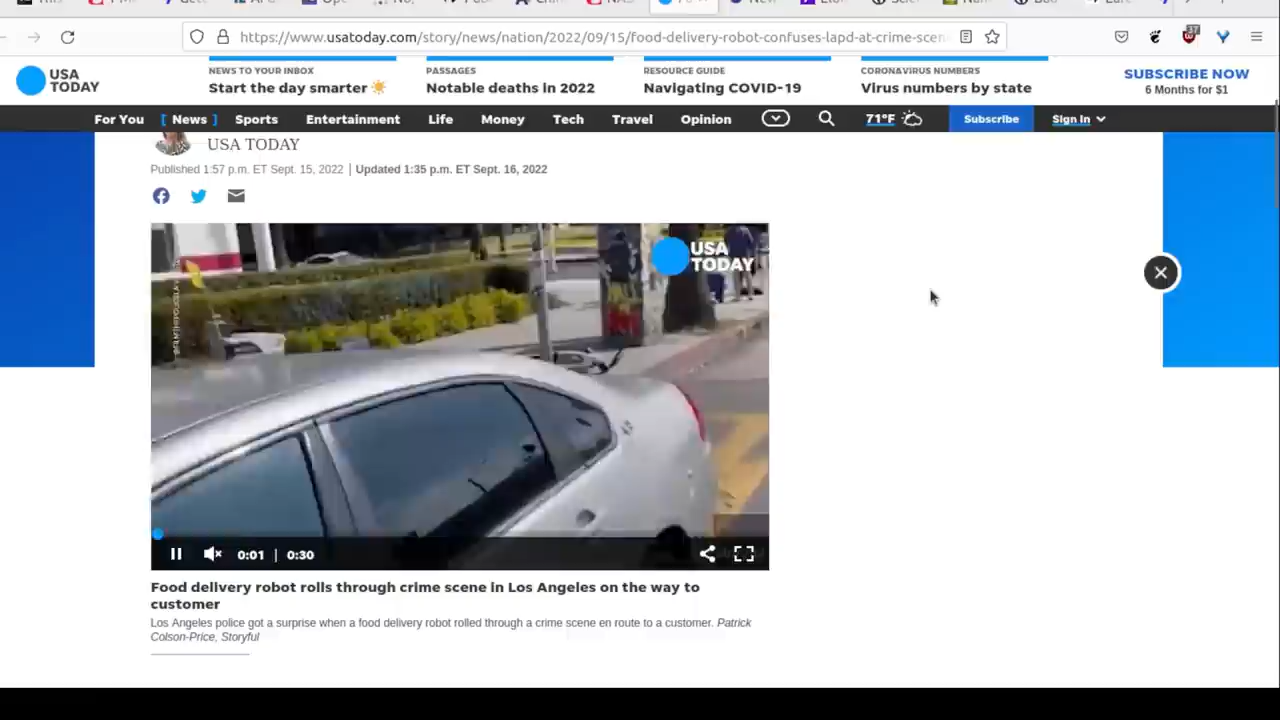 37
https://www.usatoday.com/story/news/nation/2022/09/15/food-delivery-robot-confuses-lapd-at-crime-scen
USA
TODAY
NEWS TO YOUR INBOX
Start the day smarter ☀️
PASSAGES
Notable deaths in 2022
RESOURCE GUIDE
Navigating COVID-19
CORONAVIRUS NUMBERS
Virus numbers by state
SUBSCRIBE NOW
6 Months for $1
For You [ News ] Sports Entertainment Life Money Tech Travel Opinion 71°F Subscribe Sign In
USA TODAY
Published 1:57 p.m. ET Sept. 15, 2022 | Updated 1:35 p.m. ET Sept. 16, 2022
USA
TODAY
0:01 | 0:30
Food delivery robot rolls through crime scene in Los Angeles on the way to
customer
Los Angeles police got a surprise when a food delivery robot rolled through a crime scene en route to a customer. Patrick
Colson-Price, Storyful